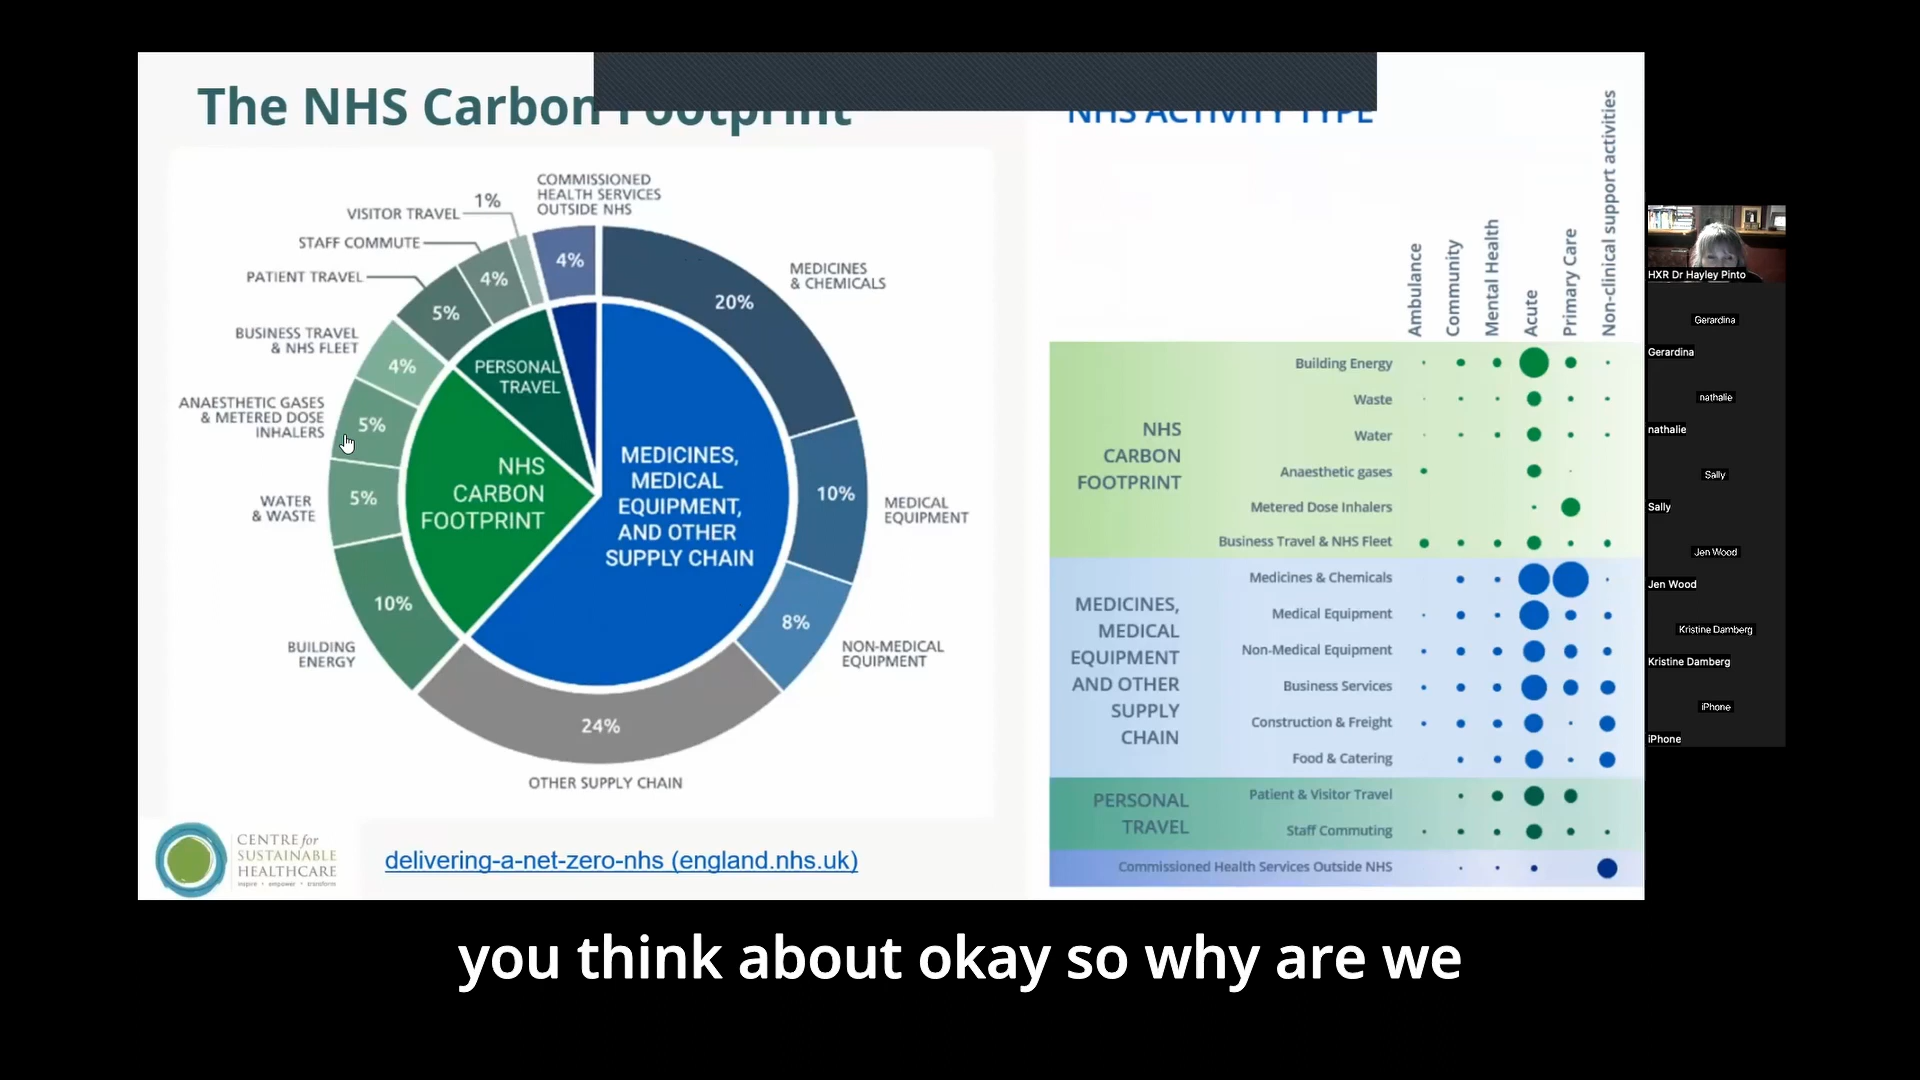 The NHS Carbon Footprint
NHS ACTIVITY TYPE
COMMISSIONED
HEALTH SERVICES
OUTSIDE NHS
1%
VISITOR TRAVEL
STAFF COMMUTE
PATIENT TRAVEL
BUSINESS TRAVEL
& NHS FLEET
ANAESTHETIC GASES
& METERED DOSE
INHALERS
WATER
& WASTE
BUILDING
ENERGY
OTHER SUPPLY CHAIN
NON-MEDICAL
EQUIPMENT
MEDICAL
EQUIPMENT
MEDICINES
& CHEMICALS
4%
20%
4%
5%
4%
5%
5%
10%
10%
8%
24%
PERSONAL
TRAVEL
NHS
CARBON
FOOTPRINT
MEDICINES,
MEDICAL
EQUIPMENT,
AND OTHER
SUPPLY CHAIN
CENTRE for
SUSTAINABLE
HEALTHCARE
inspire • empower • transform
delivering-a-net-zero-nhs (england.nhs.uk)
Ambulance
Community
Mental Health
Acute
Primary Care
Non-clinical support activities
NHS
CARBON
FOOTPRINT
Building Energy
Waste
Water
Anaesthetic gases
Metered Dose Inhalers
Business Travel & NHS Fleet
MEDICINES,
MEDICAL
EQUIPMENT
AND OTHER
SUPPLY
CHAIN
Medicines & Chemicals
Medical Equipment
Non-Medical Equipment
Business Services
Construction & Freight
Food & Catering
PERSONAL
TRAVEL
Patient & Visitor Travel
Staff Commuting
Commissioned Health Services Outside NHS
HXR Dr Hayley Pinto
Gerardina
Gerardina
nathalie
nathalie
Sally
Sally
Jen Wood
Jen Wood
Kristine Damberg
Kristine Damberg
iPhone
iPhone
you think about okay so why are we